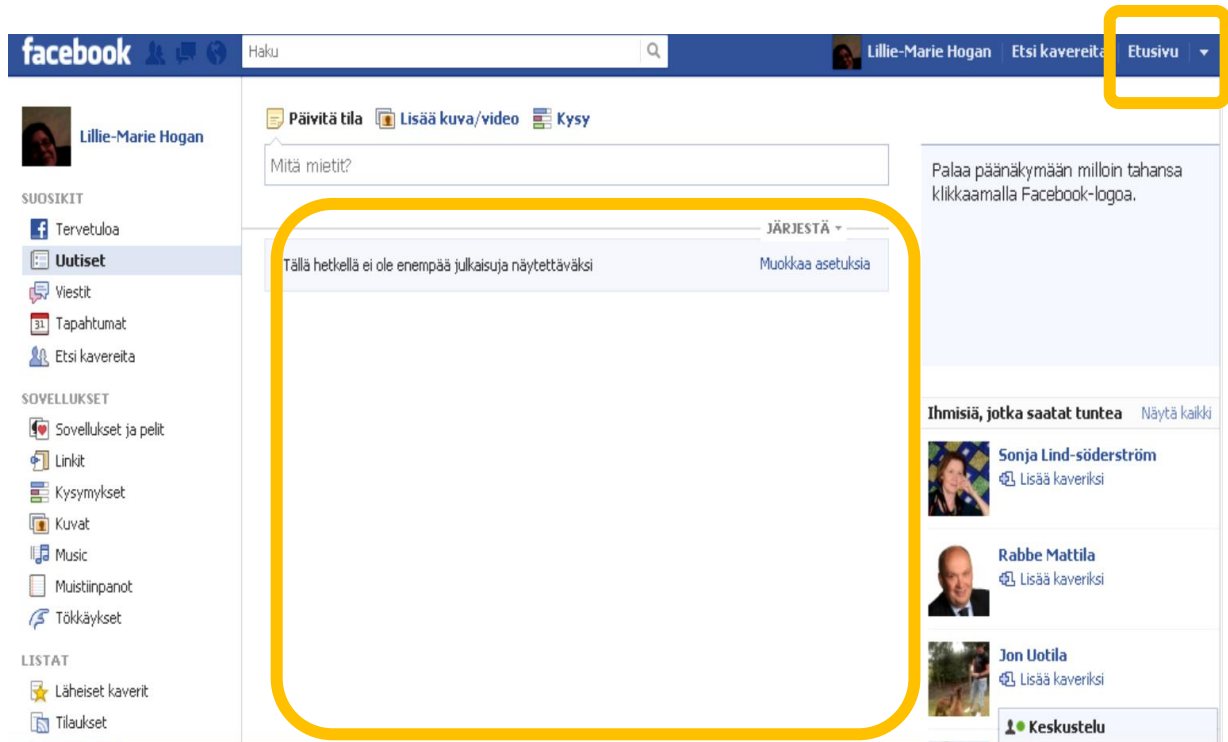 facebook
Haku
Lillie-Marie Hogan
Etsi kavereita
Etusivu
Lillie-Marie Hogan
SUOSIKIT
Tervetuloa
Uutiset
Viestit
31 Tapahtumat
Etsi kavereita
SOVELLUKSET
Sovellukset ja pelit
Linkit
Kysymykset
Kuvat
Music
Muistiinpanot
Tökkäykset
LISTAT
Läheiset kaverit
Tilaukset
Päivitä tila Lisää kuva/video Kysy
Mitä mietit?
JÄRJESTÄ
Tällä hetkellä ei ole enempää julkaisuja näytettäväksi
Muokkaa asetuksia
Palaa päänäkymään milloin tahansa
klikkaamalla Facebook-logoa.
Ihmisiä, jotka saatat tuntea Näytä kaikki
Sonja Lind-söderström
Lisää kaveriksi
Rabbe Mattila
Lisää kaveriksi
Jon Uotila
Lisää kaveriksi
Keskustelu